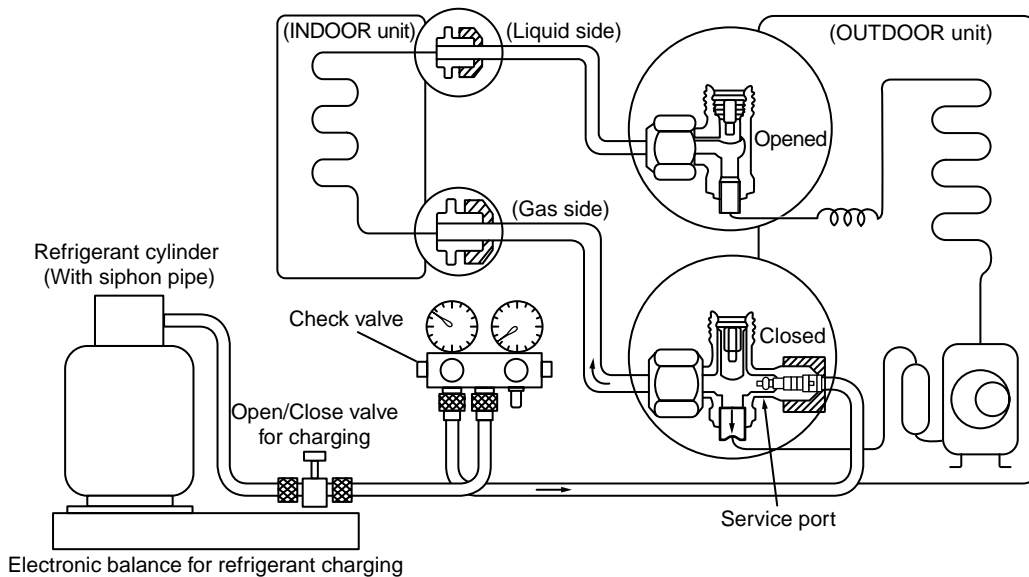 (INDOOR unit)
(Liquid side)
(OUTDOOR unit)
Opened
(Gas side)
Refrigerant cylinder
(With siphon pipe)
Check valve
Closed
Open/Close valve
for charging
Service port
Electronic balance for refrigerant charging